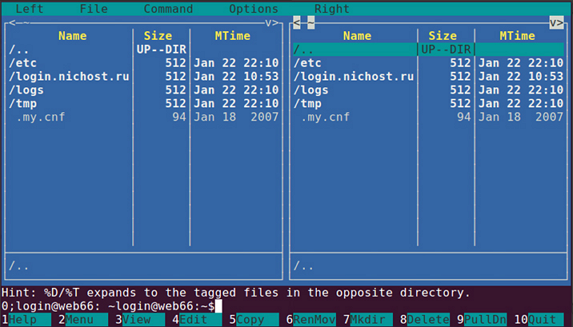 Left File Command Options Right
<—~ v> <—~ v>
Name Size MTime Name Size MTime
/.. UP--DIR /.. UP--DIR
/etc 512 Jan 22 22:10 /etc 512 Jan 22 22:10
/login.nichost.ru 512 Jan 22 10:53 /login.nichost.ru 512 Jan 22 10:53
/logs 512 Jan 22 22:10 /logs 512 Jan 22 22:10
/tmp 512 Jan 22 22:10 /tmp 512 Jan 22 22:10
.my.cnf 94 Jan 18 2007 .my.cnf 94 Jan 18 2007
/.. /..
Hint: %D/%T expands to the tagged files in the opposite directory.
0;login@web66: ~login@web66:~$
1Help 2Menu 3View 4Edit 5Copy 6RenMov 7Mkdir 8Delete 9PullDn 10Quit